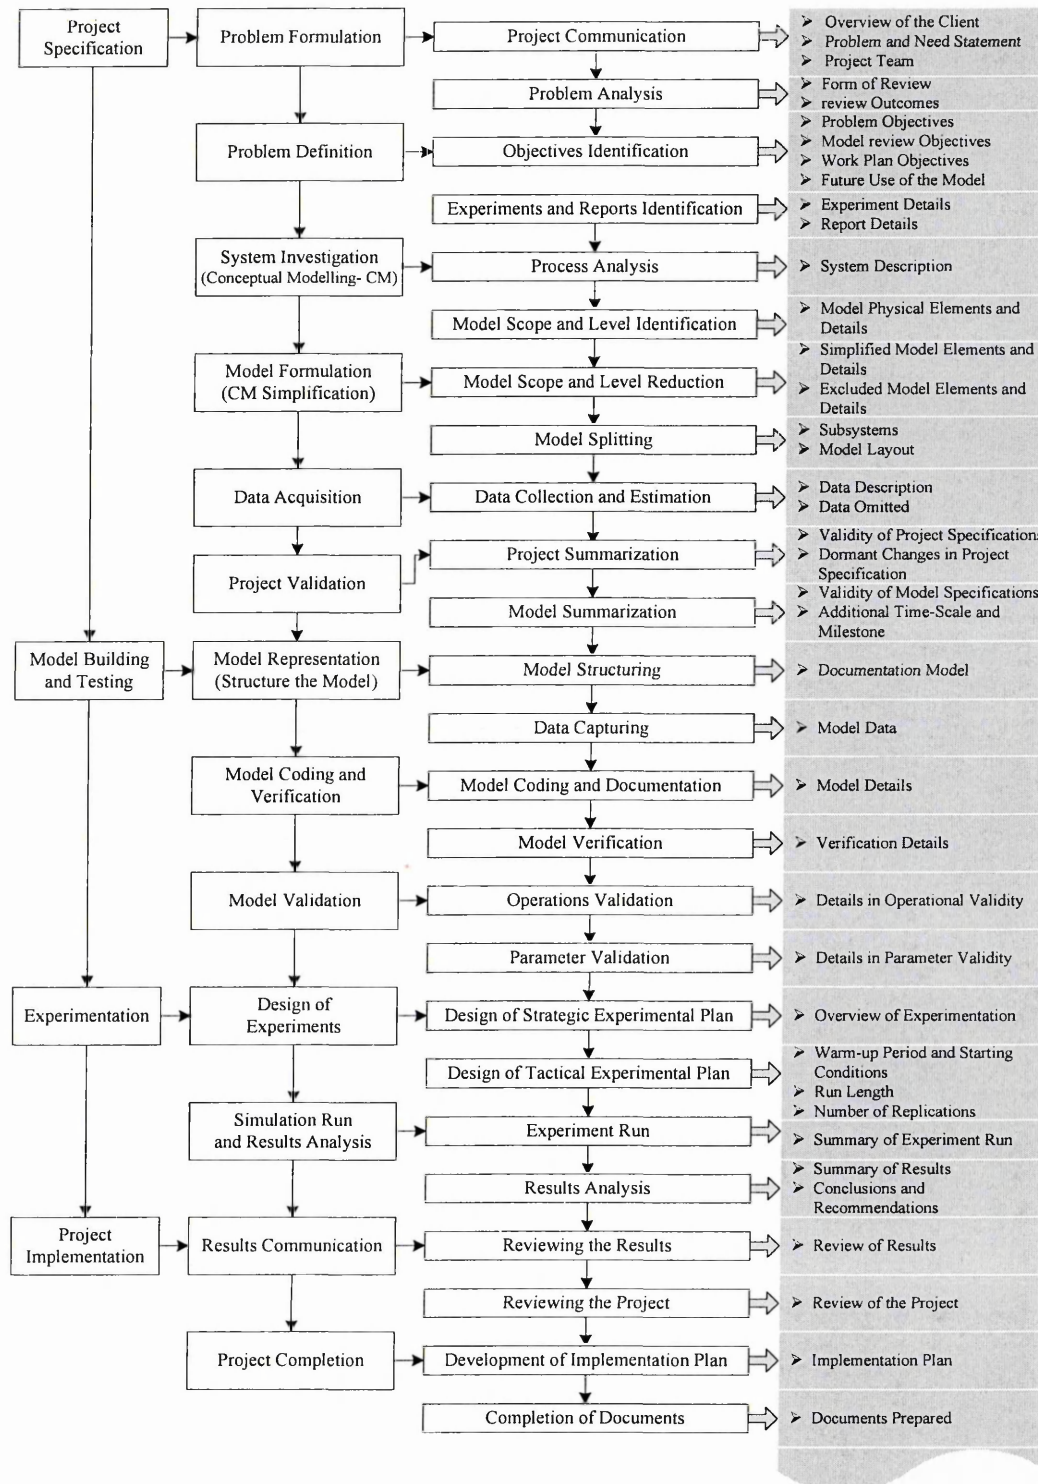 Project
Specification
Problem Formulation
Project Communication
➢ Overview of the Client
➢ Problem and Need Statement
➢ Project Team
Problem Analysis
➢ Form of Review
➢ review Outcomes
Problem Definition
Objectives Identification
➢ Problem Objectives
➢ Model review Objectives
➢ Work Plan Objectives
➢ Future Use of the Model
Experiments and Reports Identification
➢ Experiment Details
➢ Report Details
System Investigation
(Conceptual Modelling- CM)
Process Analysis
➢ System Description
Model Scope and Level Identification
➢ Model Physical Elements and
Details
Model Formulation
(CM Simplification)
Model Scope and Level Reduction
➢ Simplified Model Elements and
Details
➢ Excluded Model Elements and
Details
Model Splitting
➢ Subsystems
➢ Model Layout
Data Acquisition
Data Collection and Estimation
➢ Data Description
➢ Data Omitted
Project Validation
Project Summarization
➢ Validity of Project Specifications
➢ Dormant Changes in Project
Specification
Model Summarization
➢ Validity of Model Specifications
➢ Additional Time-Scale and
Milestone
Model Building
and Testing
Model Representation
(Structure the Model)
Model Structuring
➢ Documentation Model
Data Capturing
➢ Model Data
Model Coding and
Verification
Model Coding and Documentation
➢ Model Details
Model Verification
➢ Verification Details
Model Validation
Operations Validation
➢ Details in Operational Validity
Parameter Validation
➢ Details in Parameter Validity
Experimentation
Design of
Experiments
Design of Strategic Experimental Plan
➢ Overview of Experimentation
Design of Tactical Experimental Plan
➢ Warm-up Period and Starting
Conditions
➢ Run Length
➢ Number of Replications
Simulation Run
and Results Analysis
Experiment Run
➢ Summary of Experiment Run
Results Analysis
➢ Summary of Results
➢ Conclusions and
Recommendations
Project
Implementation
Results Communication
Reviewing the Results
➢ Review of Results
Reviewing the Project
➢ Review of the Project
Project Completion
Development of Implementation Plan
➢ Implementation Plan
Completion of Documents
➢ Documents Prepared